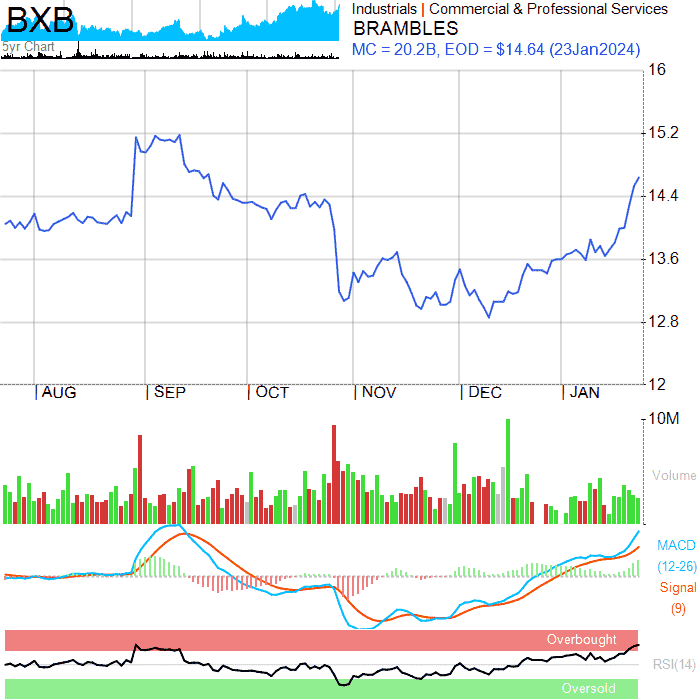 BXB
Industrials | Commercial & Professional Services
BRAMBLES
5yr Chart
MC = 20.2B, EOD = $14.64 (23Jan2024)
16
15.2
14.4
13.6
12.8
12
AUG SEP OCT NOV DEC JAN
10M
Volume
MACD
(12-26)
Signal
(9)
Overbought
RSI(14)
Oversold